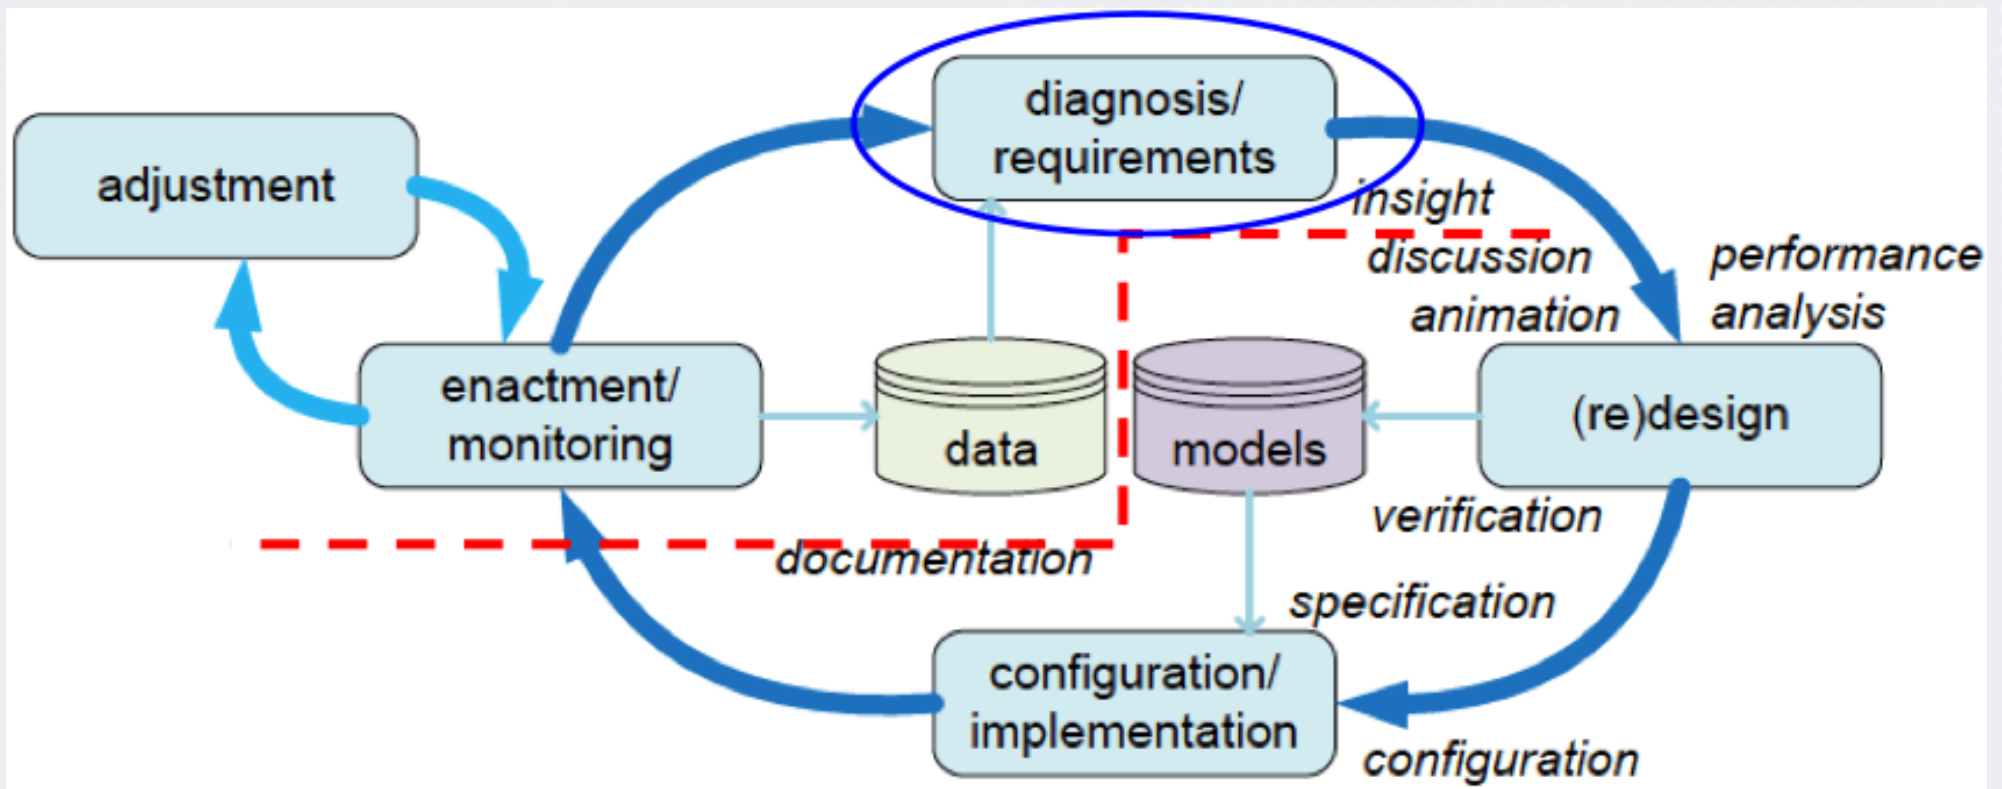 diagnosis/
requirements
adjustment
insight
discussion
animation
performance
analysis
enactment/
monitoring
data
models
(re)design
verification
documentation
specification
configuration/
implementation
configuration